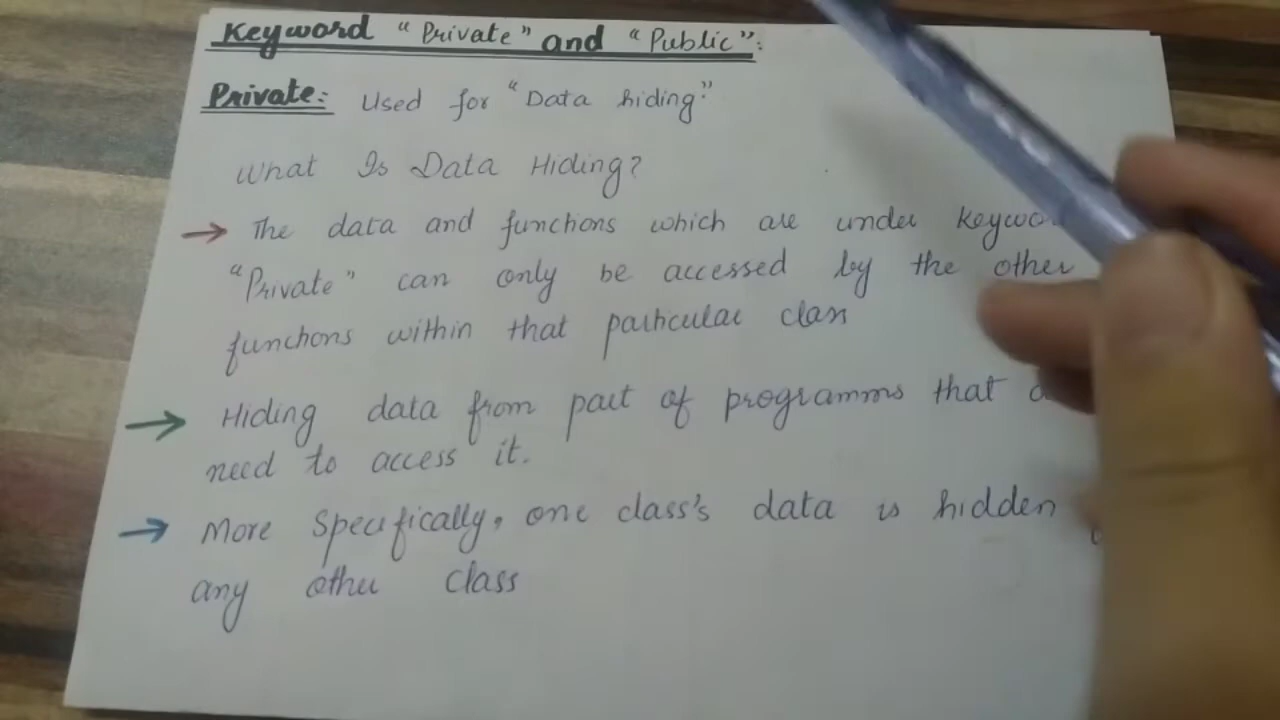 Keyword "Private" and "Public":
Private: Used for "Data hiding:"
What Is Data Hiding?
→ The data and functions which are under
"Private" can only be accessed by the other
functions within that particular class
→ Hiding data from part of programms that
need to access it.
→ More Specifically, one class's data is hidden
any other class